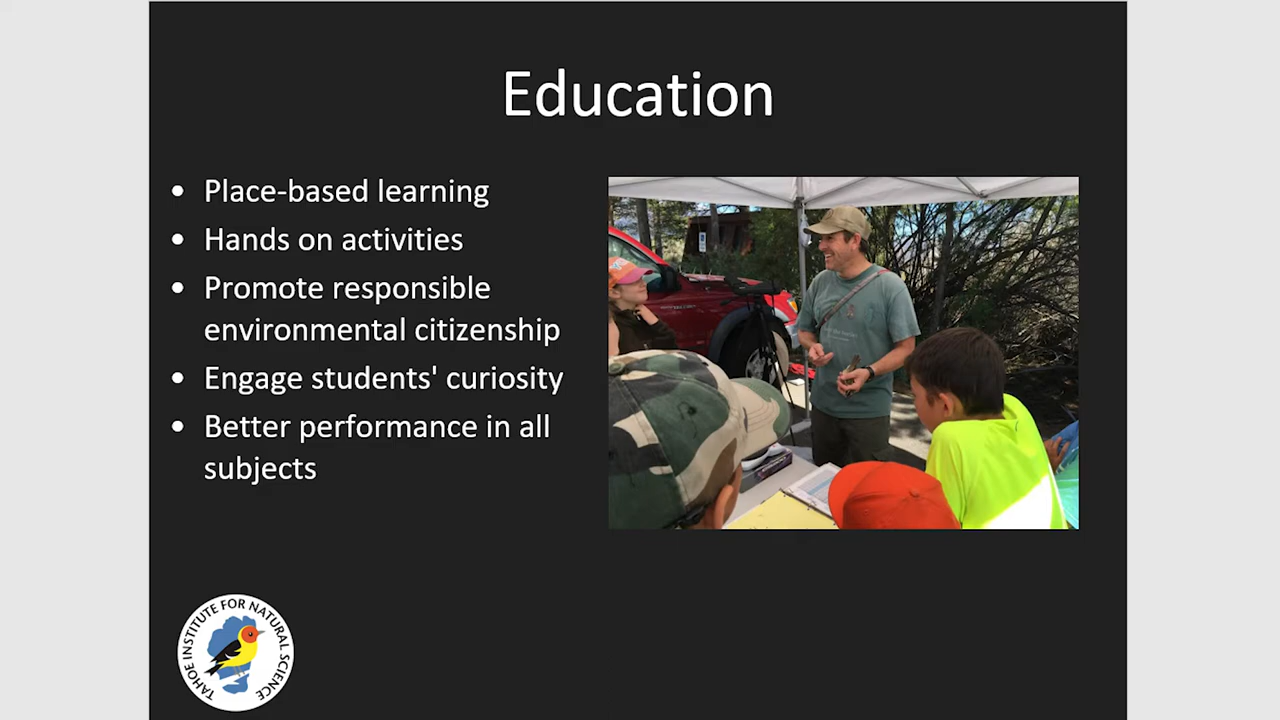 Education
• Place-based learning
• Hands on activities
• Promote responsible
environmental citizenship
• Engage students' curiosity
• Better performance in all
subjects
TAHOE INSTITUTE FOR NATURAL SCIENCE